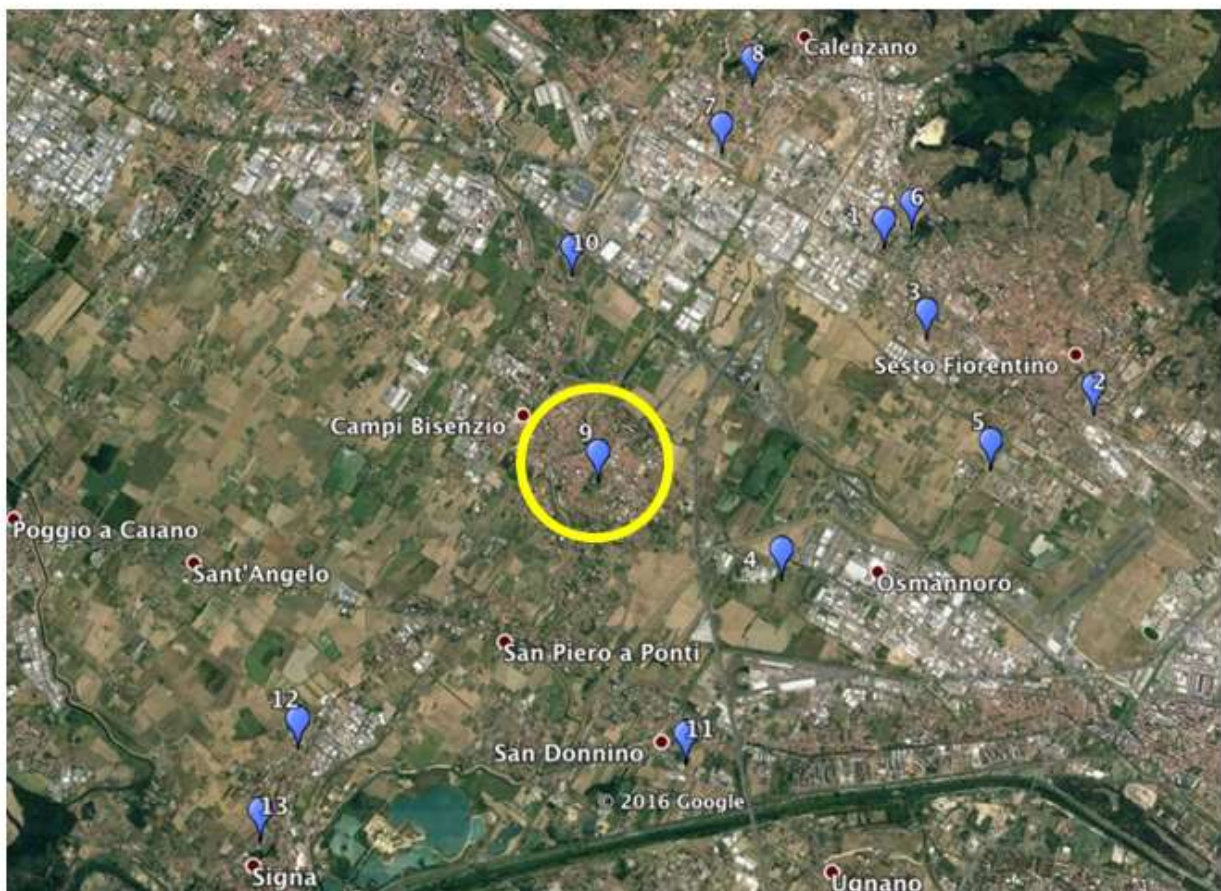 Calenzano
8
7
6
1
10
3
Sesto Fiorentino
2
Campi Bisenzio
9
5
Poggio a Caiano
Sant'Angelo
4
Osmannoro
San Piero a Ponti
12
11
San Donnino
© 2016 Google
13
Signa
Ugnano